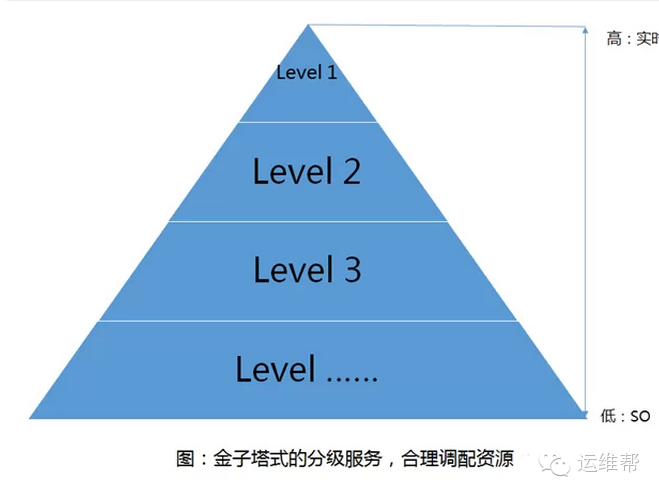 高：实时
Level 1
Level 2
Level 3
Level ......
低：SO
图：金子塔式的分级服务，合理调配资源
运维帮